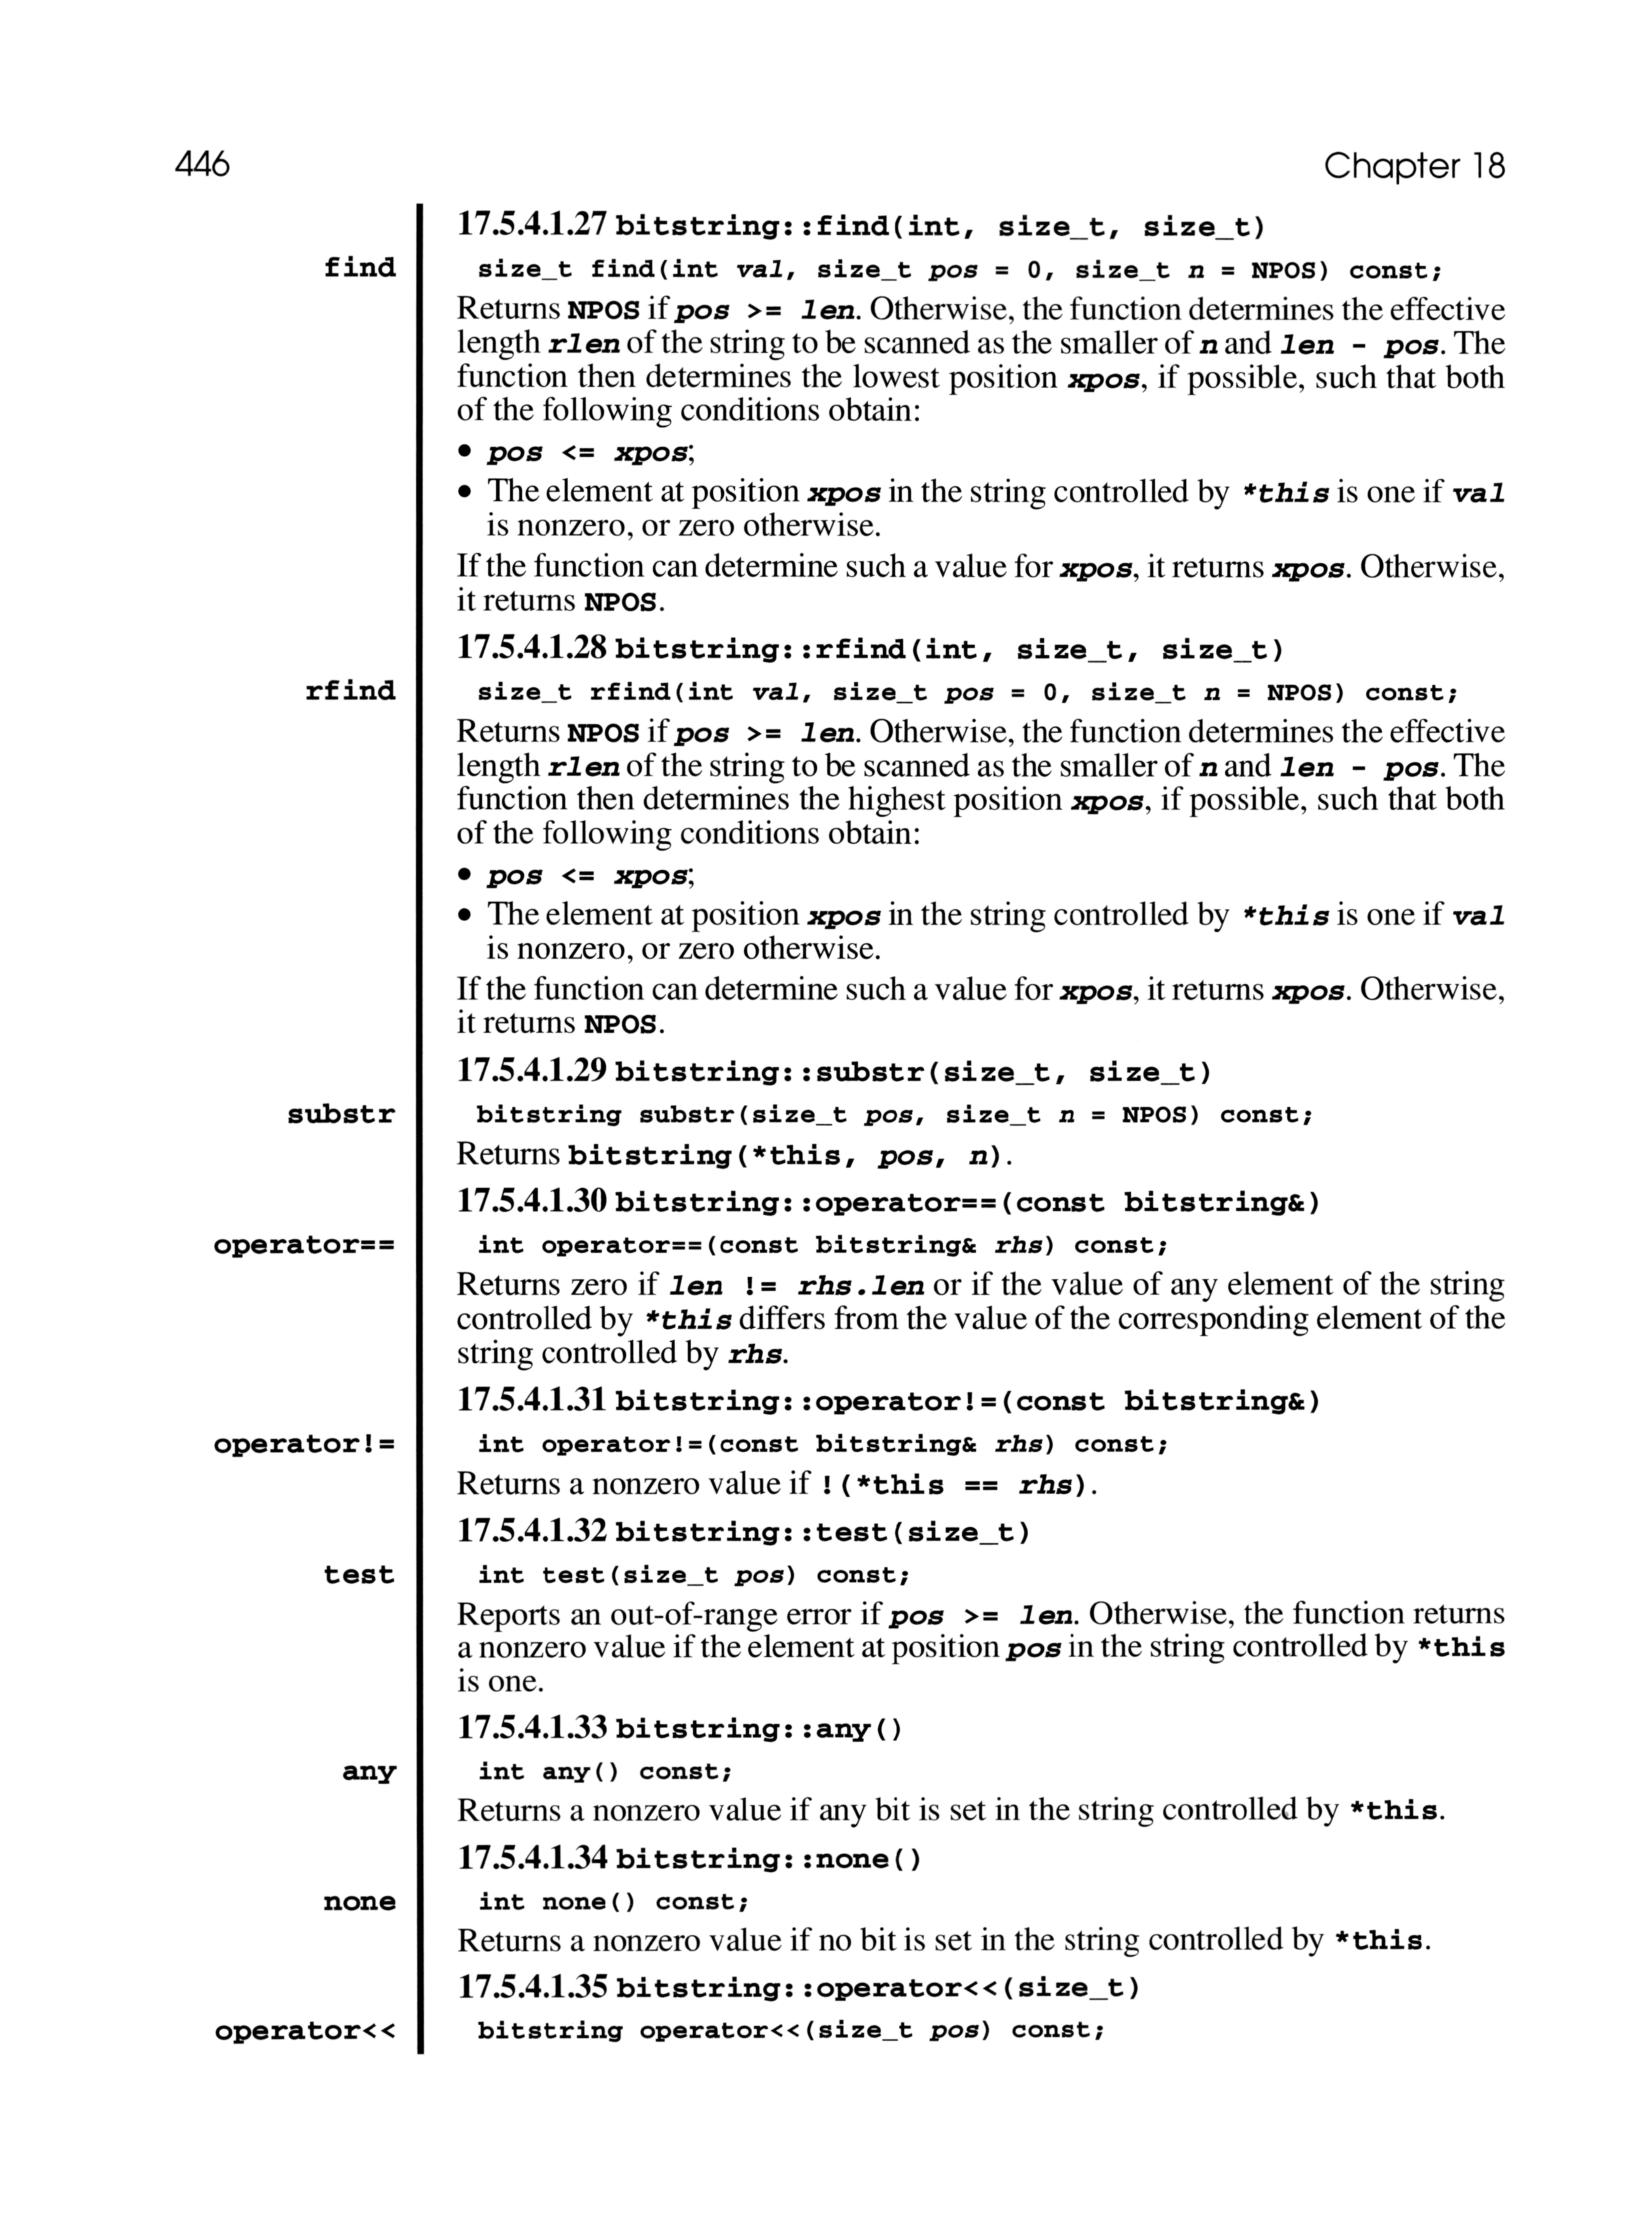 446 Chapter 18
17.5.4.1.27 bitstring::find(int, size_t, size_t)
find size_t find(int val, size_t pos = 0, size_t n = NPOS) const;
Returns NPOS if pos >= len. Otherwise, the function determines the effective
length rlen of the string to be scanned as the smaller of n and len - pos. The
function then determines the lowest position xpos, if possible, such that both
of the following conditions obtain:
• pos <= xpos;
• The element at position xpos in the string controlled by *this is one if val
is nonzero, or zero otherwise.
If the function can determine such a value for xpos, it returns xpos. Otherwise,
it returns NPOS.
17.5.4.1.28 bitstring::rfind(int, size_t, size_t)
rfind size_t rfind(int val, size_t pos = 0, size_t n = NPOS) const;
Returns NPOS if pos >= len. Otherwise, the function determines the effective
length rlen of the string to be scanned as the smaller of n and len - pos. The
function then determines the highest position xpos, if possible, such that both
of the following conditions obtain:
• pos <= xpos;
• The element at position xpos in the string controlled by *this is one if val
is nonzero, or zero otherwise.
If the function can determine such a value for xpos, it returns xpos. Otherwise,
it returns NPOS.
17.5.4.1.29 bitstring::substr(size_t, size_t)
substr bitstring substr(size_t pos, size_t n = NPOS) const;
Returns bitstring(*this, pos, n).
17.5.4.1.30 bitstring::operator==(const bitstring&)
operator== int operator==(const bitstring& rhs) const;
Returns zero if len != rhs.len or if the value of any element of the string
controlled by *this differs from the value of the corresponding element of the
string controlled by rhs.
17.5.4.1.31 bitstring::operator!=(const bitstring&)
operator!= int operator!=(const bitstring& rhs) const;
Returns a nonzero value if !(*this == rhs).
17.5.4.1.32 bitstring::test(size_t)
test int test(size_t pos) const;
Reports an out-of-range error if pos >= len. Otherwise, the function returns
a nonzero value if the element at position pos in the string controlled by *this
is one.
17.5.4.1.33 bitstring::any()
any int any() const;
Returns a nonzero value if any bit is set in the string controlled by *this.
17.5.4.1.34 bitstring::none()
none int none() const;
Returns a nonzero value if no bit is set in the string controlled by *this.
17.5.4.1.35 bitstring::operator<<(size_t)
operator<< bitstring operator<<(size_t pos) const;